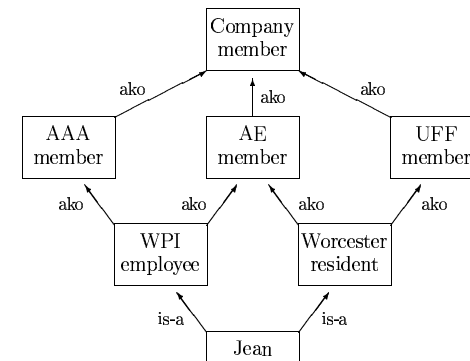 Company
member
ako
ako
ako
AAA
member
AE
member
UFF
member
ako
ako
ako
ako
WPI
employee
Worcester
resident
is-a
is-a
Jean